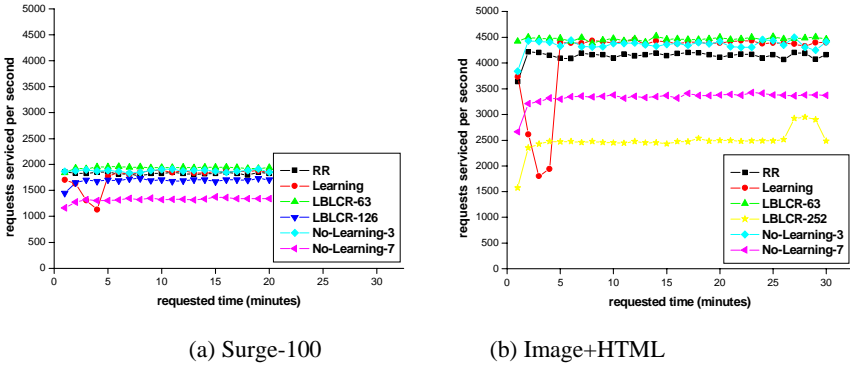 5000
4500
4000
3500
3000
2500
2000
1500
1000
500
0
requests serviced per second
0 5 10 15 20 25 30
requested time (minutes)
RR
Learning
LBLCR-63
LBLCR-126
No-Learning-3
No-Learning-7
(a) Surge-100
5000
4500
4000
3500
3000
2500
2000
1500
1000
500
0
requests serviced per second
0 5 10 15 20 25 30
requested time (minutes)
RR
Learning
LBLCR-63
LBLCR-252
No-Learning-3
No-Learning-7
(b) Image+HTML